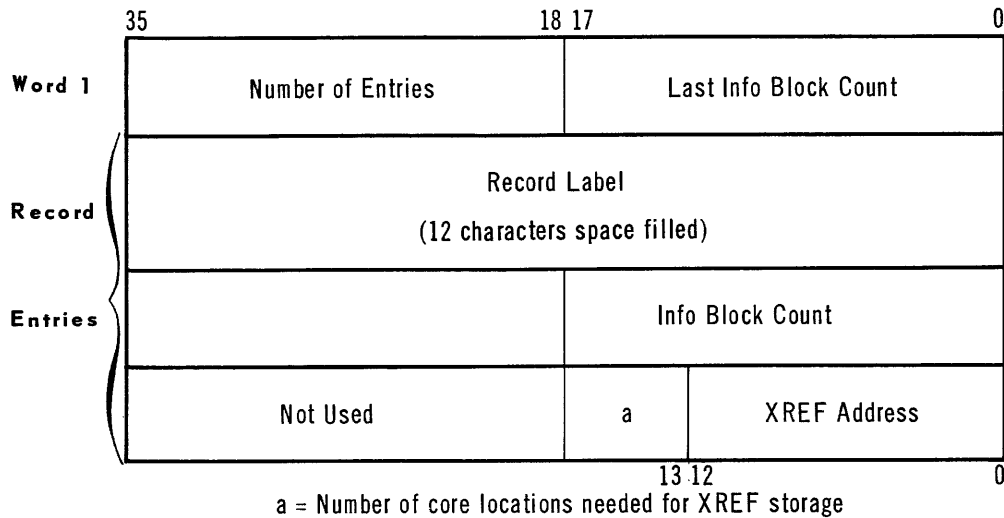 35 18 17 0
Word 1 Number of Entries Last Info Block Count
Record Label
Record (12 characters space filled)
Entries Info Block Count
Not Used a XREF Address
13 12 0
a = Number of core locations needed for XREF storage